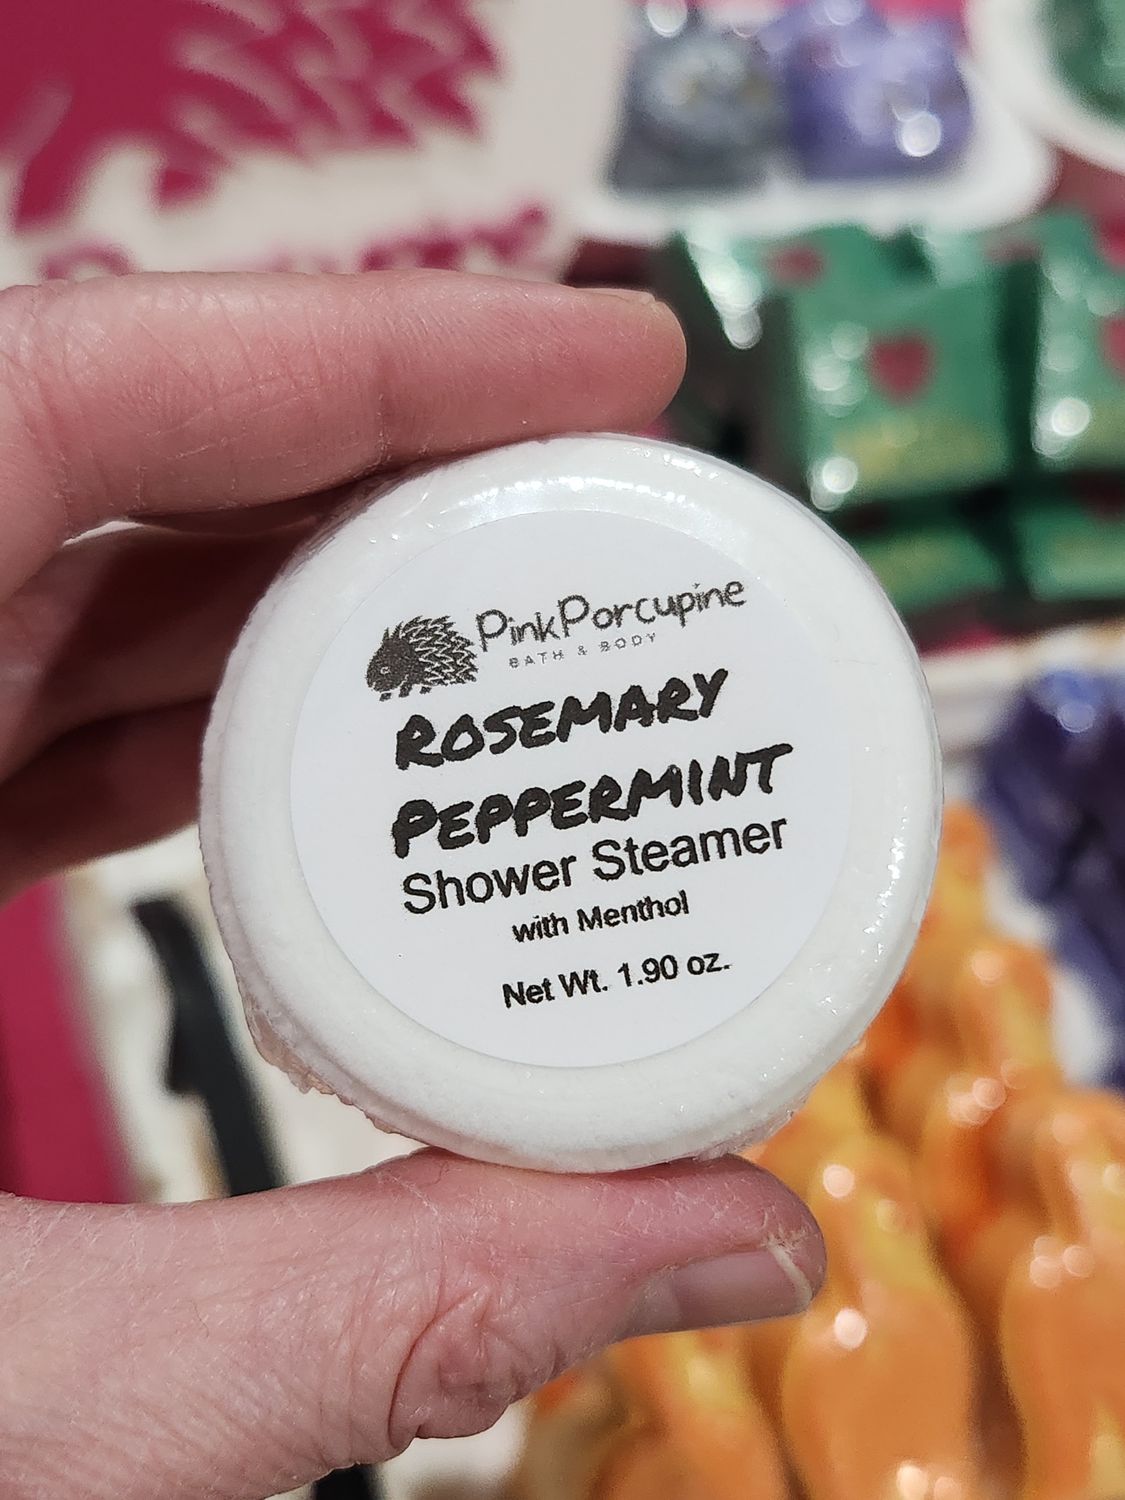 PinkPorcupine
BATH & BODY
ROSEMARY
PEPPERMINT
Shower Steamer
with Menthol
Net Wt. 1.90 oz.